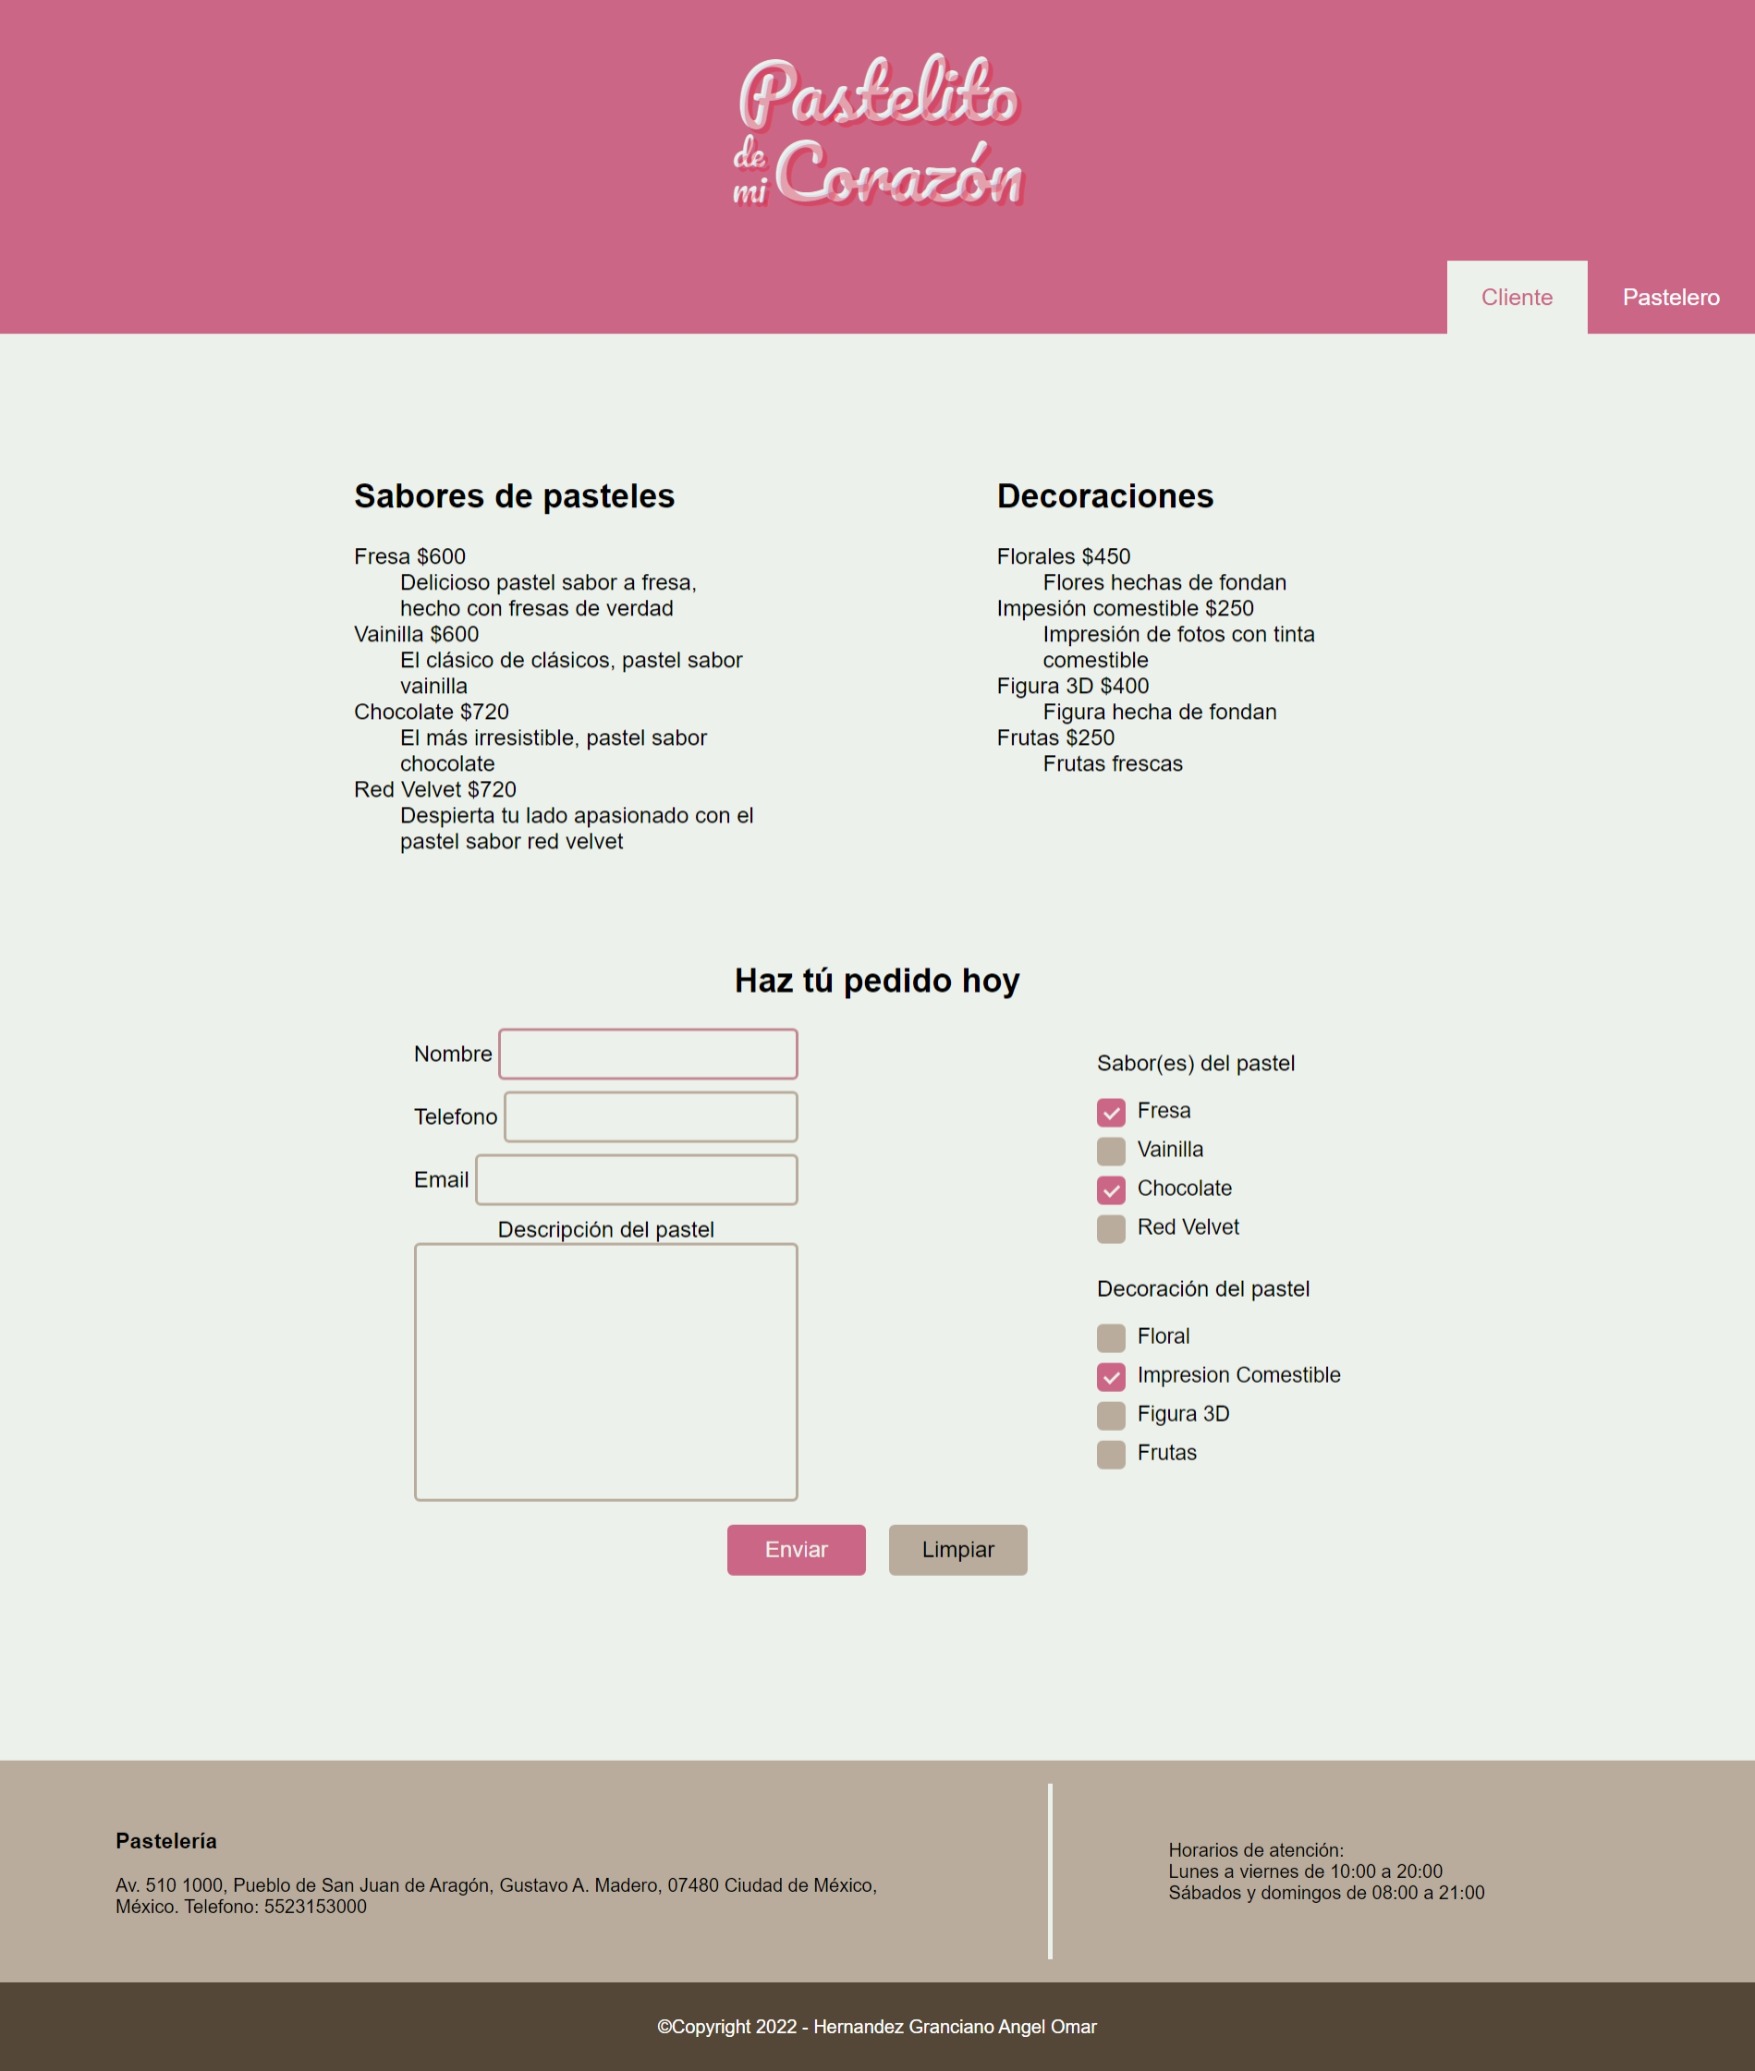 Pastelito
de mi Corazón
Cliente
Pastelero
Sabores de pasteles
Fresa $600
Delicioso pastel sabor a fresa,
hecho con fresas de verdad
Vainilla $600
El clásico de clásicos, pastel sabor
vainilla
Chocolate $720
El más irresistible, pastel sabor
chocolate
Red Velvet $720
Despierta tu lado apasionado con el
pastel sabor red velvet
Decoraciones
Florales $450
Flores hechas de fondan
Impesión comestible $250
Impresión de fotos con tinta
comestible
Figura 3D $400
Figura hecha de fondan
Frutas $250
Frutas frescas
Haz tú pedido hoy
Nombre
Telefono
Email
Descripción del pastel
Sabor(es) del pastel
Fresa
Vainilla
Chocolate
Red Velvet
Decoración del pastel
Floral
Impresion Comestible
Figura 3D
Frutas
Enviar
Limpiar
Pastelería
Av. 510 1000, Pueblo de San Juan de Aragón, Gustavo A. Madero, 07480 Ciudad de México,
México. Telefono: 5523153000
Horarios de atención:
Lunes a viernes de 10:00 a 20:00
Sábados y domingos de 08:00 a 21:00
©Copyright 2022 - Hernandez Granciano Angel Omar